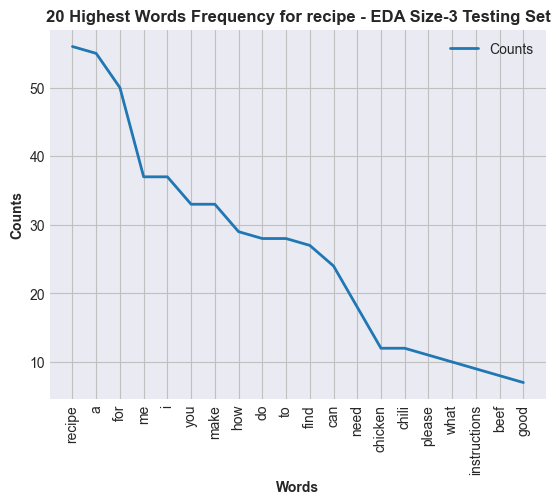 20 Highest Words Frequency for recipe - EDA Size-3 Testing Set
Counts
50
40
30
20
10
Counts
recipe
a
for
me
i
you
make
how
do
to
find
can
need
chicken
chili
please
what
instructions
beef
good
Words